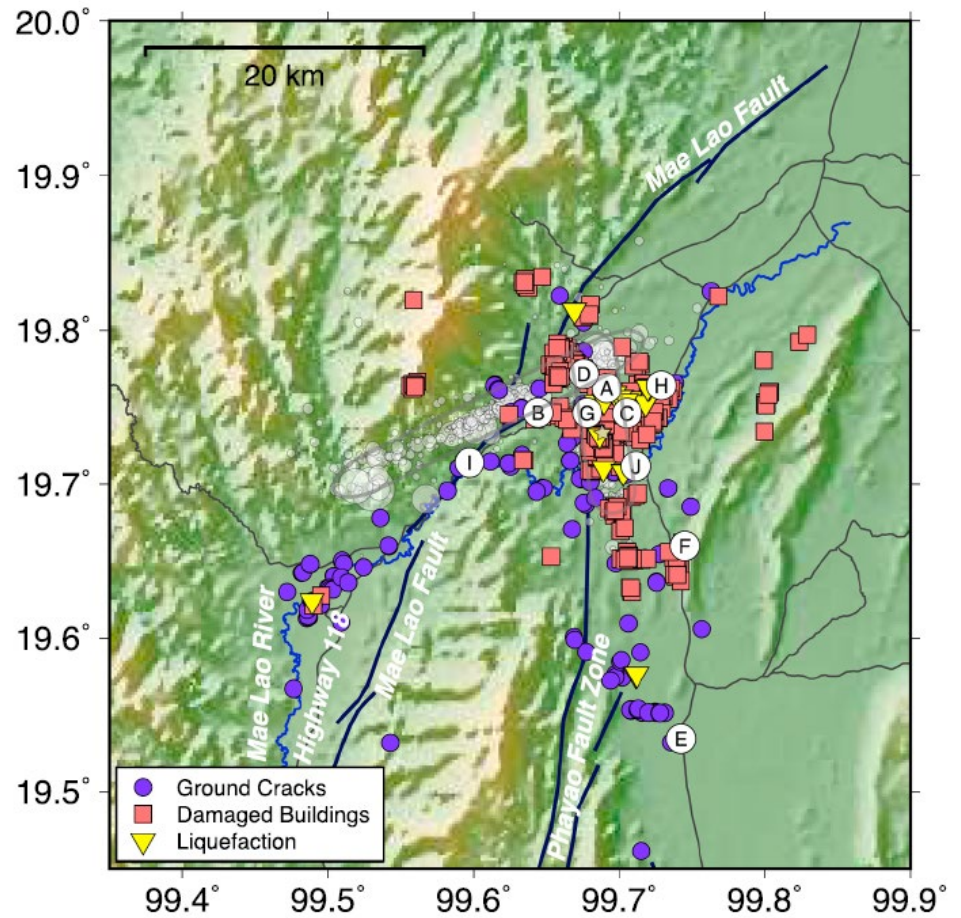 20.0°
20 km
Mae Lao Fault
19.9°
19.8°
D
A
H
B
G
C
I
J
19.7°
F
Mae Lao Fault
Mae Lao River
Highway 118
19.6°
Phayao Fault Zone
E
19.5°
Ground Cracks
Damaged Buildings
Liquefaction
99.4° 99.5° 99.6° 99.7° 99.8° 99.9°